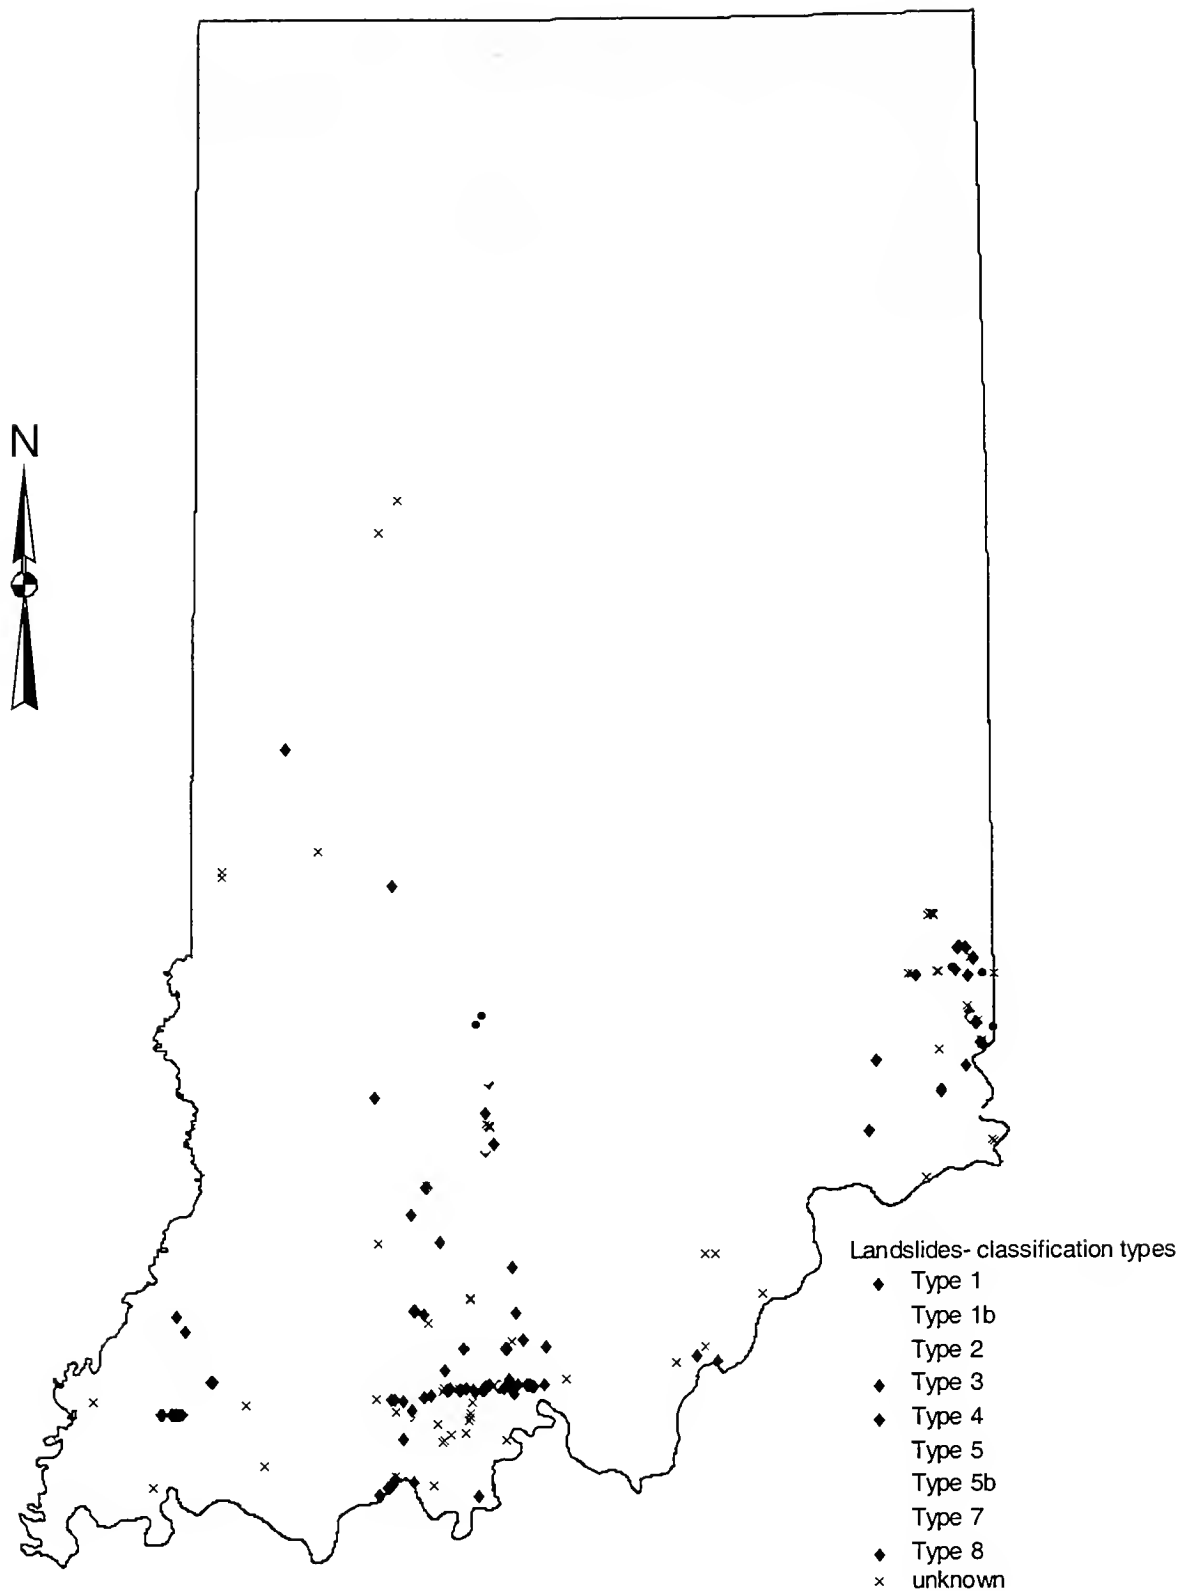 N
Landslides- classification types
Type 1
Type 1b
Type 2
Type 3
Type 4
Type 5
Type 5b
Type 7
Type 8
unknown